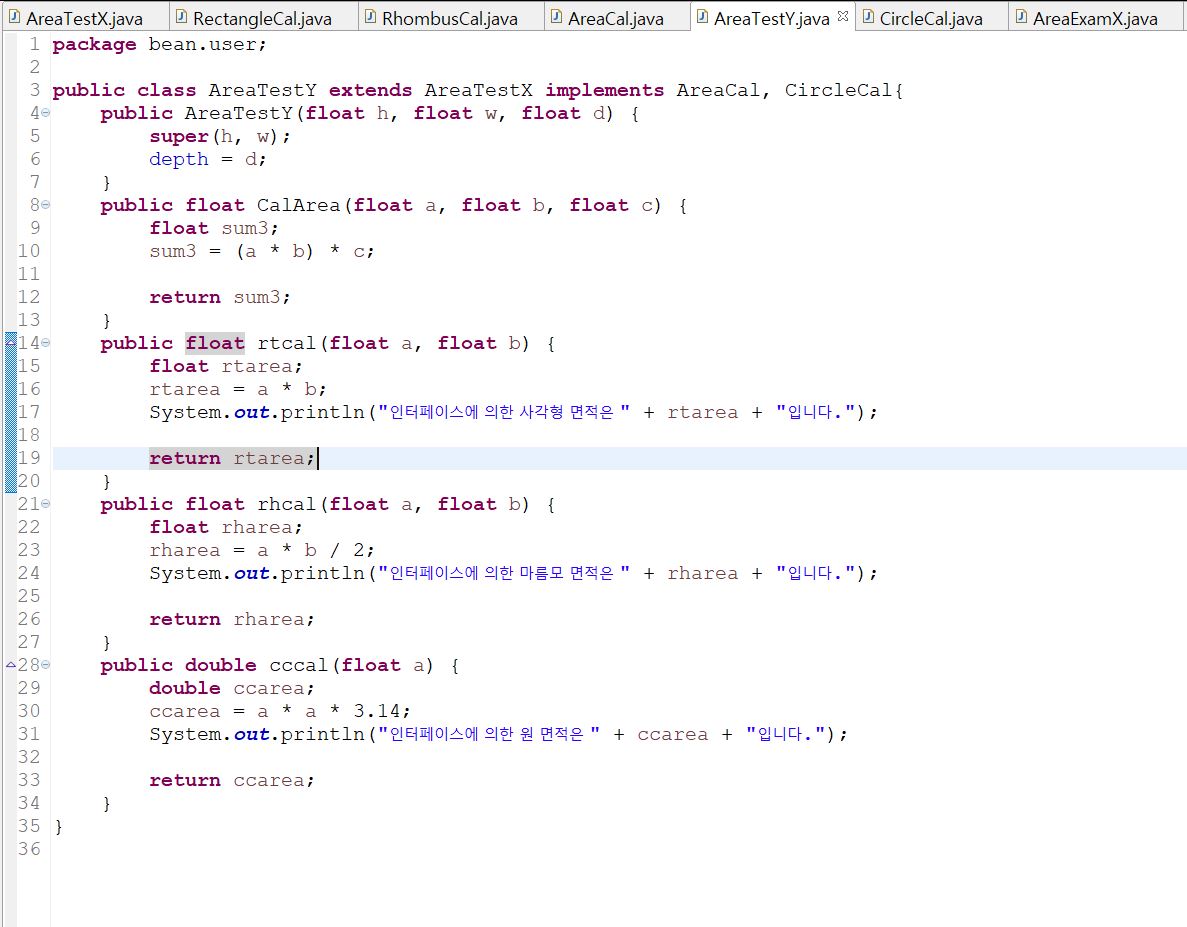 AreaTestX.java RectangleCal.java RhombusCal.java AreaCal.java AreaTestY.java CircleCal.java AreaExamX.java
1 package bean.user;
2
3 public class AreaTestY extends AreaTestX implements AreaCal, CircleCal{
4 public AreaTestY(float h, float w, float d) {
5 super(h, w);
6 depth = d;
7 }
8 public float CalArea(float a, float b, float c) {
9 float sum3;
10 sum3 = (a * b) * c;
11
12 return sum3;
13 }
14 public float rtcal(float a, float b) {
15 float rtarea;
16 rtarea = a * b;
17 System.out.println("인터페이스에 의한 사각형 면적은 " + rtarea + "입니다.");
18
19 return rtarea;
20 }
21 public float rhcal(float a, float b) {
22 float rharea;
23 rharea = a * b / 2;
24 System.out.println("인터페이스에 의한 마름모 면적은 " + rharea + "입니다.");
25
26 return rharea;
27 }
28 public double cccal(float a) {
29 double ccarea;
30 ccarea = a * a * 3.14;
31 System.out.println("인터페이스에 의한 원 면적은 " + ccarea + "입니다.");
32
33 return ccarea;
34 }
35 }
36